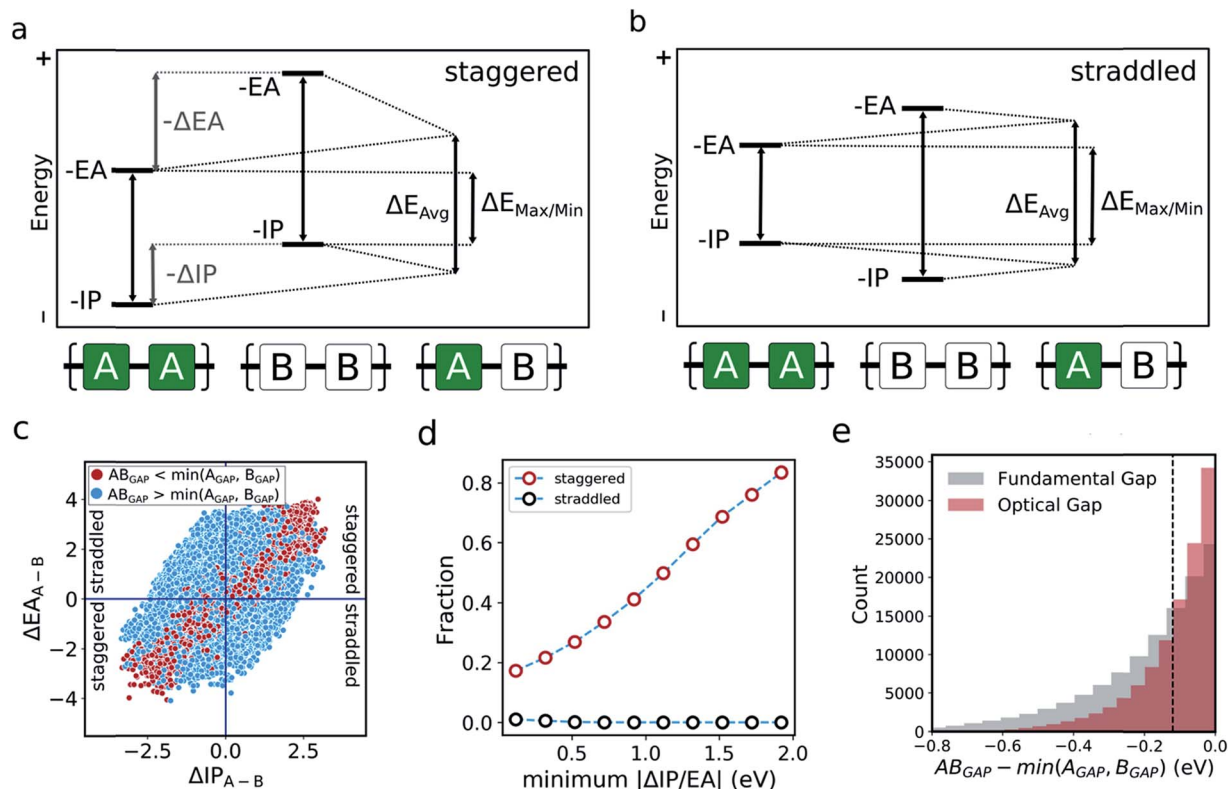 a
+
staggered
-EA
-ΔEA
-EA
Energy
ΔE_Avg
ΔE_Max/Min
-IP
-ΔIP
-IP
–
A A
B B
A B
b
+
straddled
-EA
-EA
Energy
ΔE_Avg
ΔE_Max/Min
-IP
-IP
–
A A
B B
A B
c
AB_GAP < min(A_GAP, B_GAP)
AB_GAP > min(A_GAP, B_GAP)
ΔEA_A−B
4
2
0
−2
−4
straddled
staggered
staggered
straddled
−2.5
0.0
2.5
ΔIP_A−B
d
staggered
straddled
Fraction
0.8
0.6
0.4
0.2
0.0
0.5
1.0
1.5
2.0
minimum |ΔIP/EA| (eV)
e
Fundamental Gap
Optical Gap
Count
35000
30000
25000
20000
15000
10000
5000
0
−0.8
−0.6
−0.4
−0.2
0.0
AB_GAP − min(A_GAP, B_GAP) (eV)